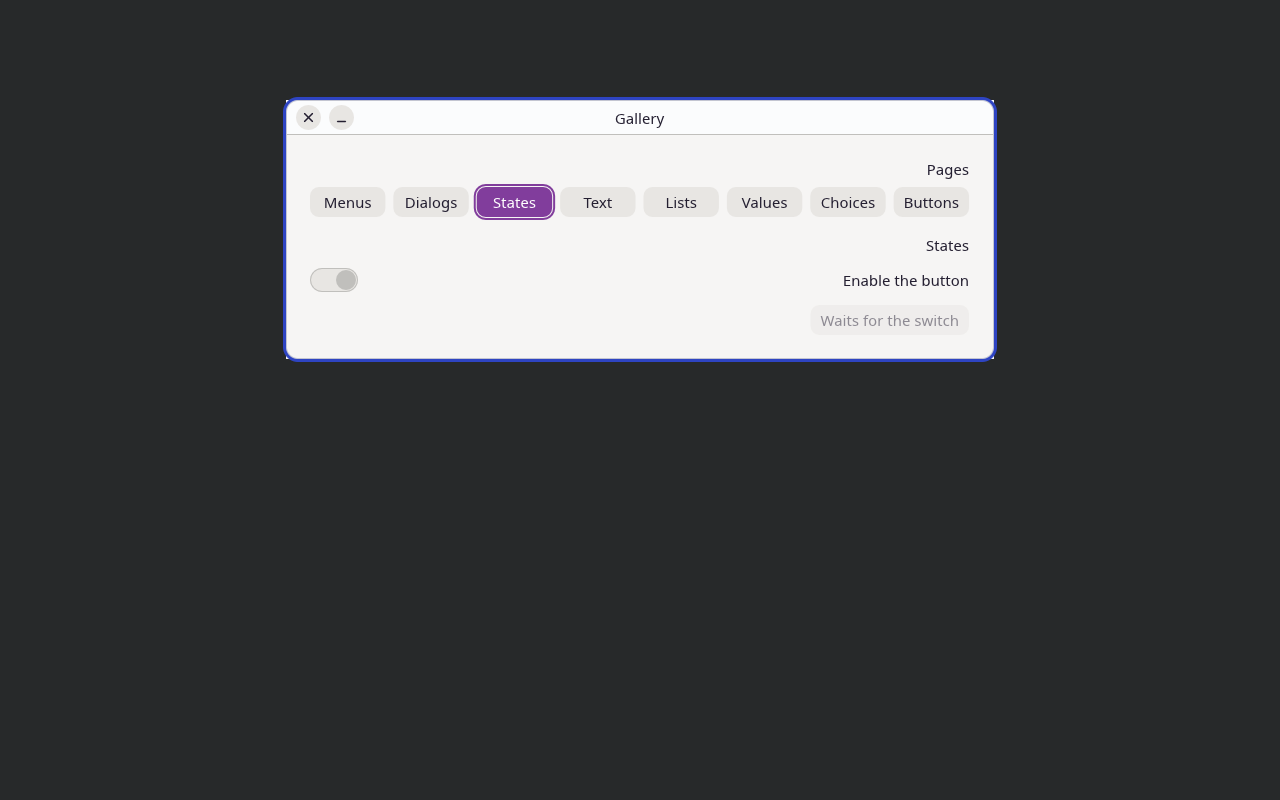 Gallery
Pages
Menus Dialogs States Text Lists Values Choices Buttons
States
Enable the button
Waits for the switch